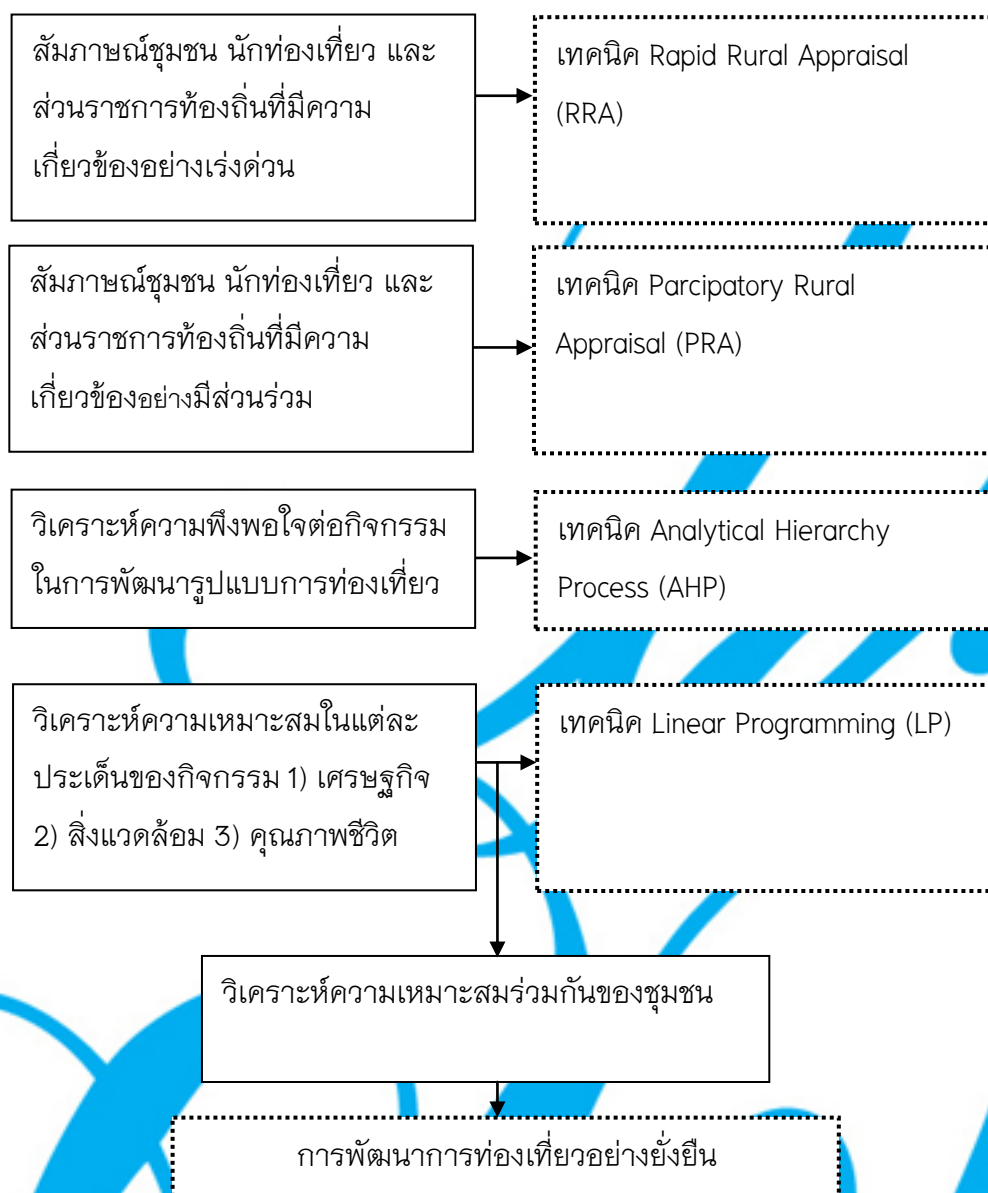 สัมภาษณ์ชุมชน นักท่องเที่ยว และ
ส่วนราชการท้องถิ่นที่มีความ
เกี่ยวข้องอย่างเร่งด่วน
เทคนิค Rapid Rural Appraisal
(RRA)
สัมภาษณ์ชุมชน นักท่องเที่ยว และ
ส่วนราชการท้องถิ่นที่มีความ
เกี่ยวข้องอย่างมีส่วนร่วม
เทคนิค Parcipatory Rural
Appraisal (PRA)
วิเคราะห์ความพึงพอใจต่อกิจกรรม
ในการพัฒนารูปแบบการท่องเที่ยว
เทคนิค Analytical Hierarchy
Process (AHP)
วิเคราะห์ความเหมาะสมในแต่ละ
ประเด็นของกิจกรรม 1) เศรษฐกิจ
2) สิ่งแวดล้อม 3) คุณภาพชีวิต
เทคนิค Linear Programming (LP)
วิเคราะห์ความเหมาะสมร่วมกันของชุมชน
การพัฒนาการท่องเที่ยวอย่างยั่งยืน